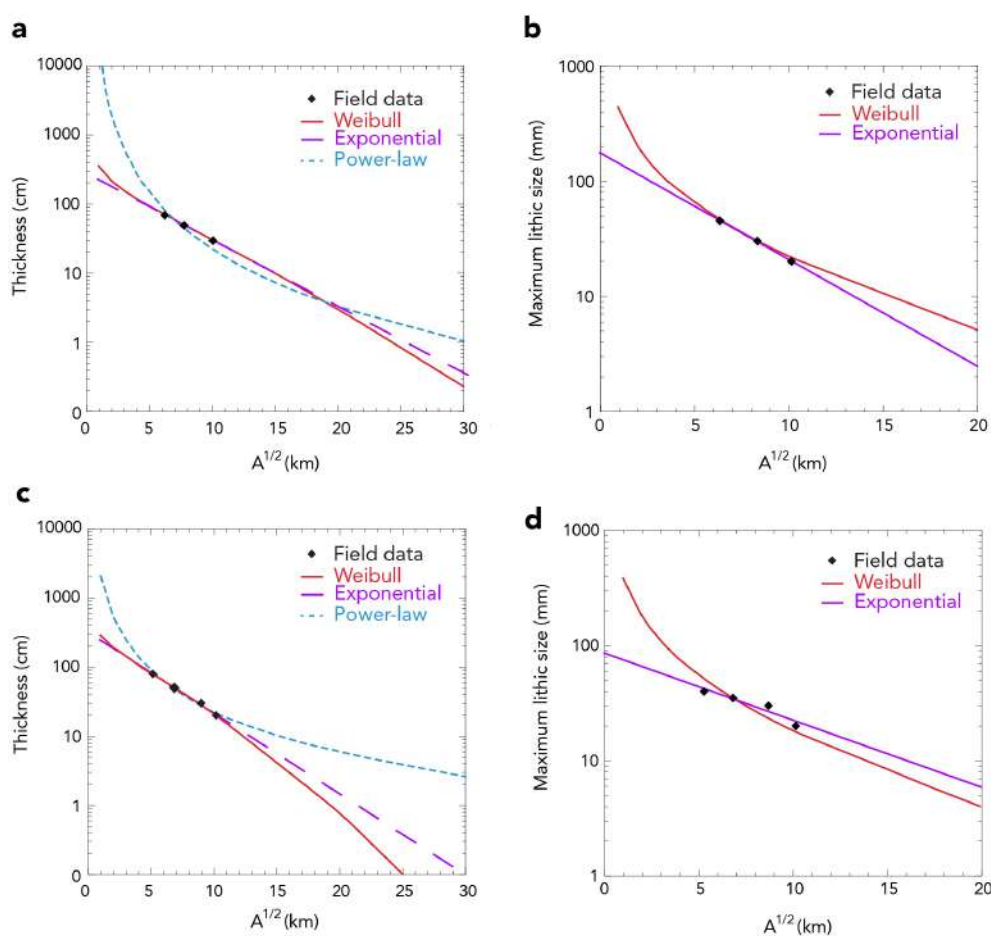 a
10000
1000
100
10
1
0
Thickness (cm)
Field data
Weibull
Exponential
Power-law
0 5 10 15 20 25 30
A^1/2 (km)
b
1000
100
10
1
Maximum lithic size (mm)
Field data
Weibull
Exponential
0 5 10 15 20
A^1/2 (km)
c
10000
1000
100
10
1
0
Thickness (cm)
Field data
Weibull
Exponential
Power-law
0 5 10 15 20 25 30
A^1/2 (km)
d
1000
100
10
1
Maximum lithic size (mm)
Field data
Weibull
Exponential
0 5 10 15 20
A^1/2 (km)